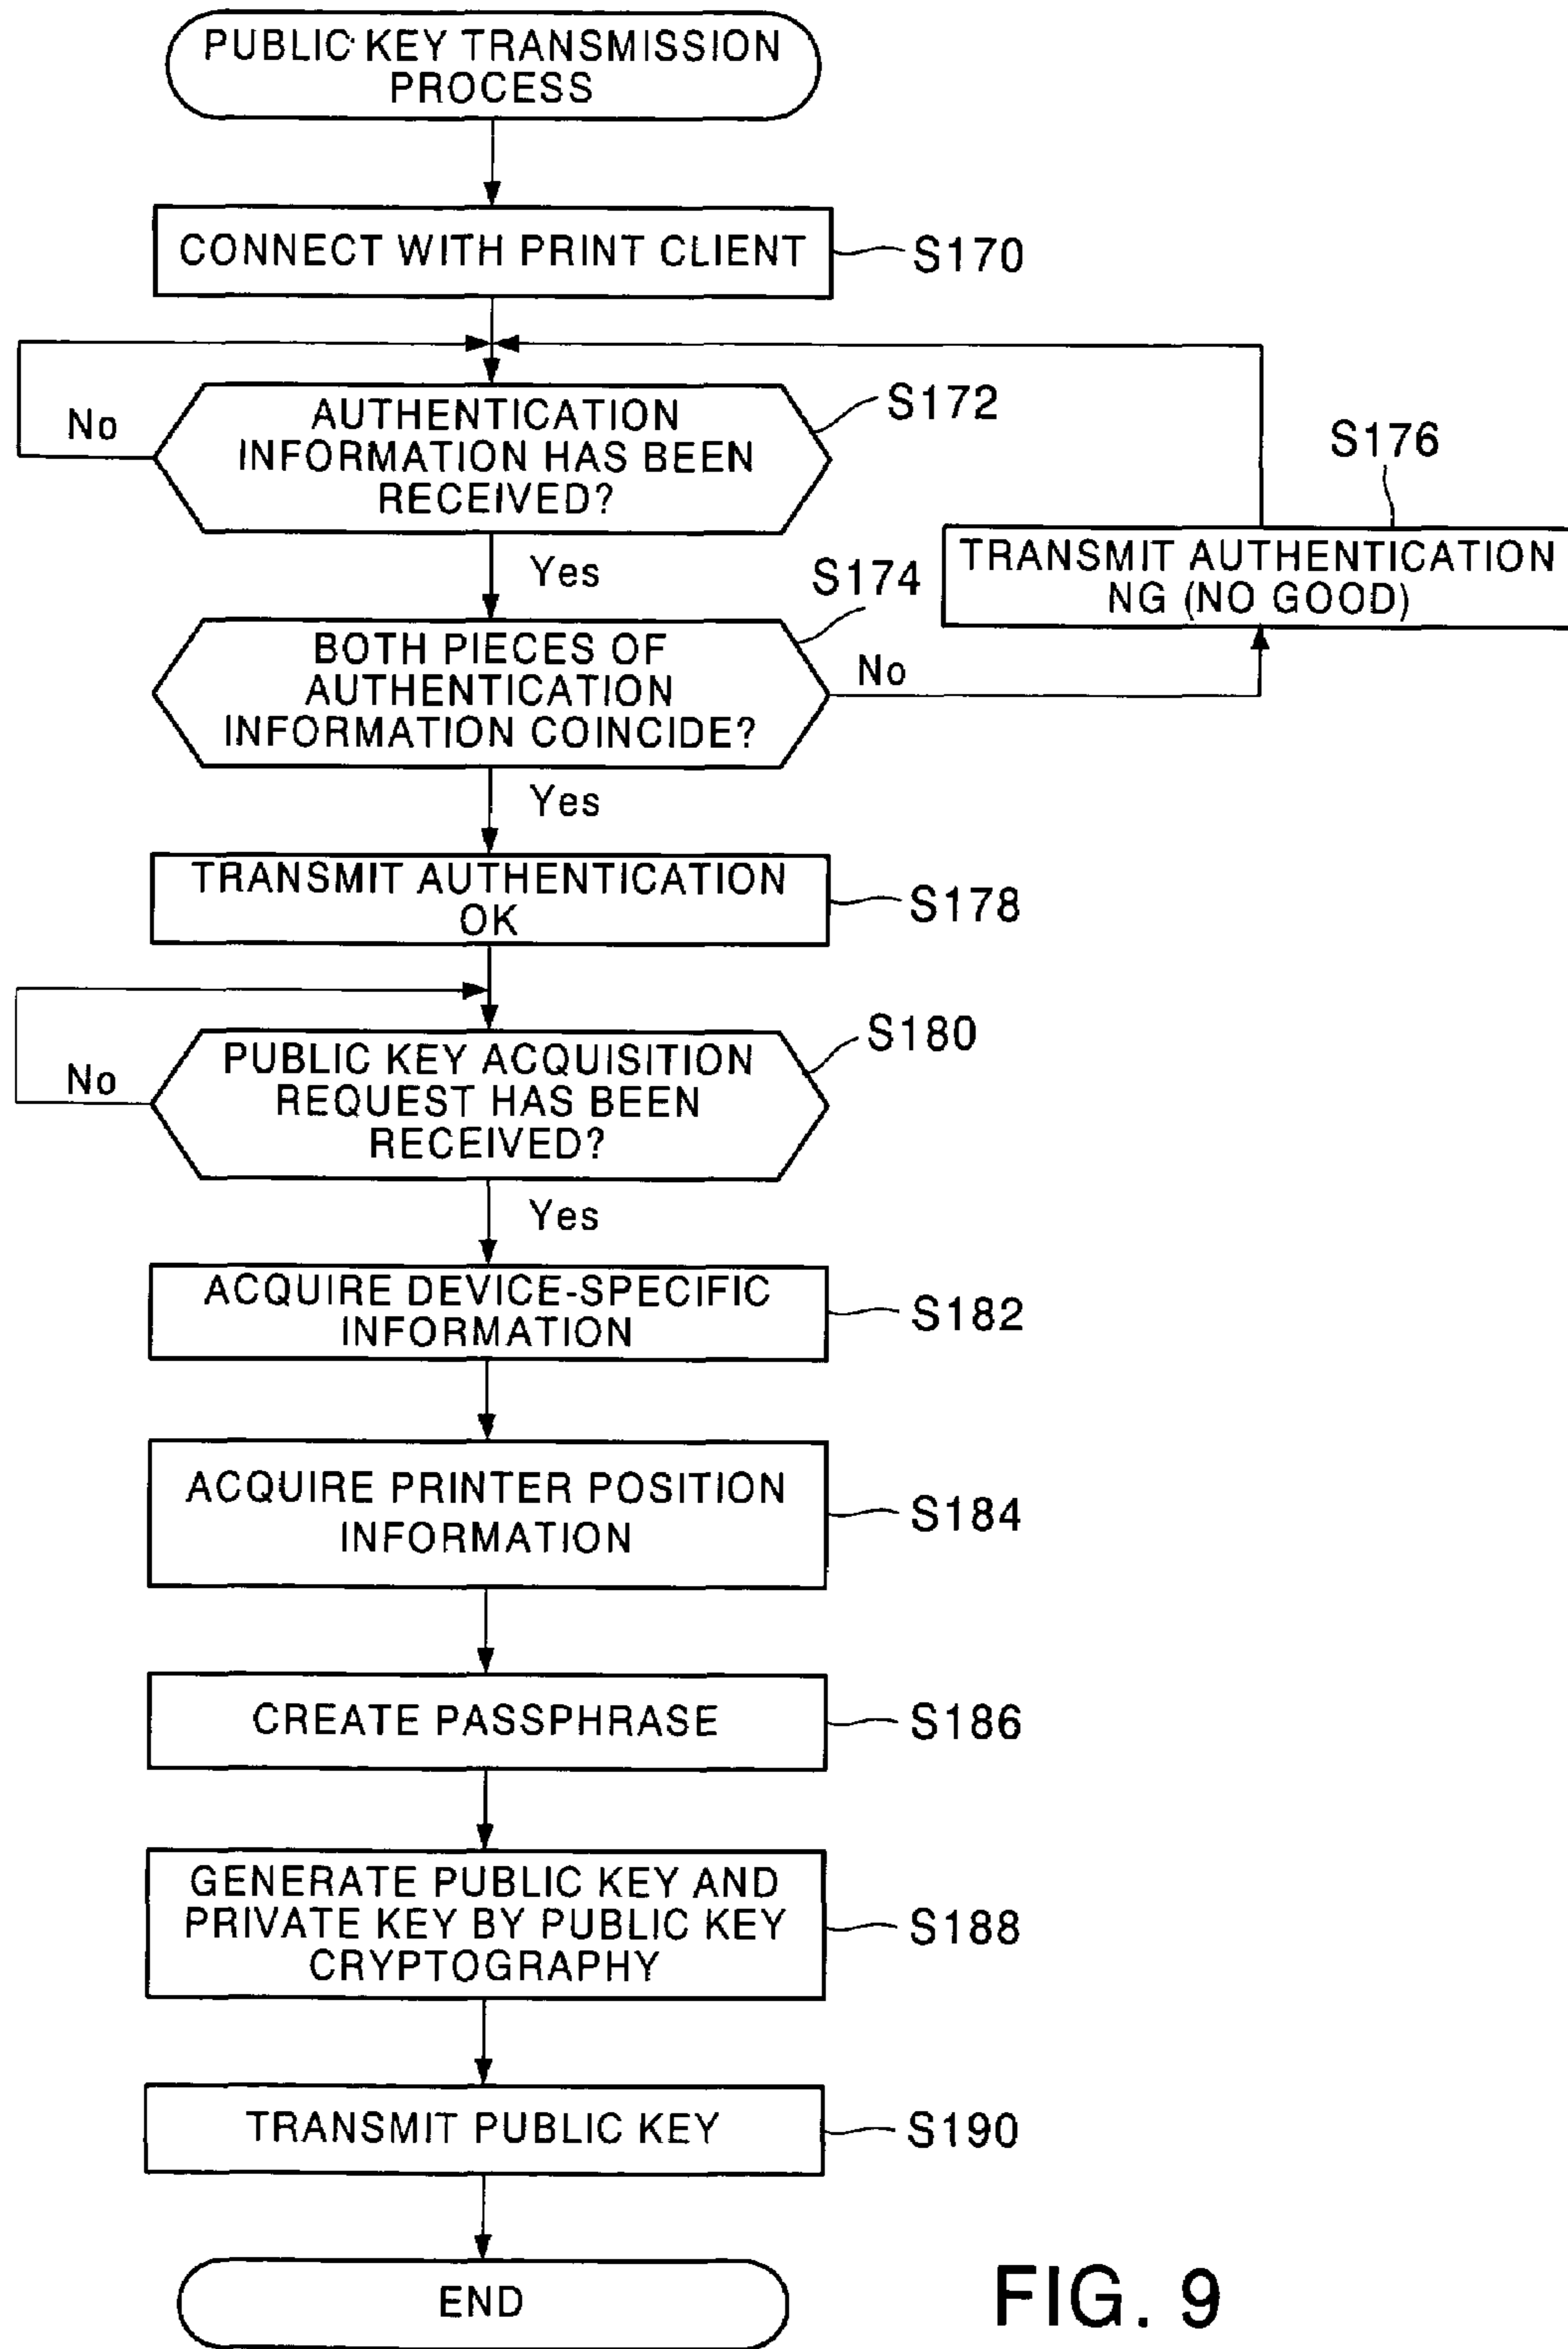 PUBLIC KEY TRANSMISSION
PROCESS
CONNECT WITH PRINT CLIENT
S170
AUTHENTICATION
INFORMATION HAS BEEN
RECEIVED?
S172
No
Yes
S176
TRANSMIT AUTHENTICATION
NG (NO GOOD)
S174
BOTH PIECES OF
AUTHENTICATION
INFORMATION COINCIDE?
No
Yes
TRANSMIT AUTHENTICATION
OK
S178
PUBLIC KEY ACQUISITION
REQUEST HAS BEEN
RECEIVED?
S180
No
Yes
ACQUIRE DEVICE-SPECIFIC
INFORMATION
S182
ACQUIRE PRINTER POSITION
INFORMATION
S184
CREATE PASSPHRASE
S186
GENERATE PUBLIC KEY AND
PRIVATE KEY BY PUBLIC KEY
CRYPTOGRAPHY
S188
TRANSMIT PUBLIC KEY
S190
END
FIG. 9